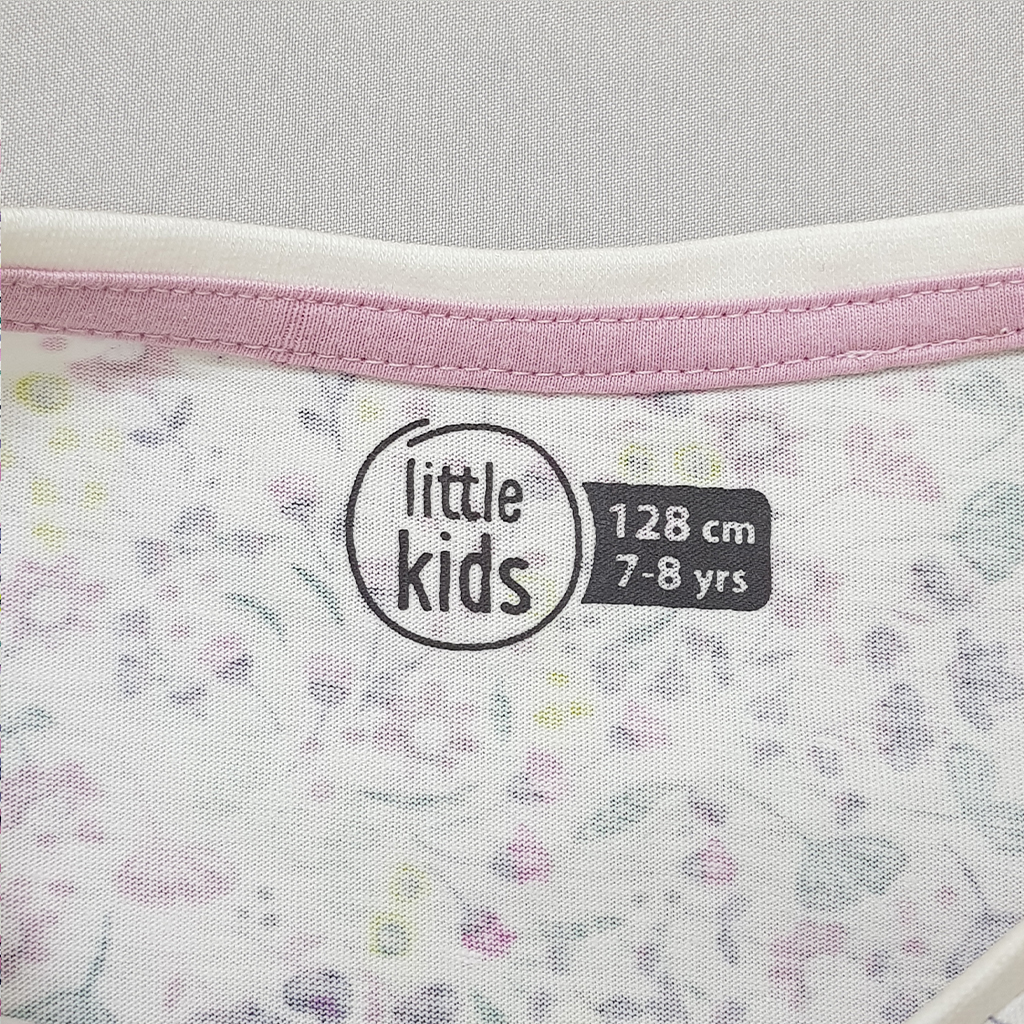 little
kids
128 cm
7-8 yrs